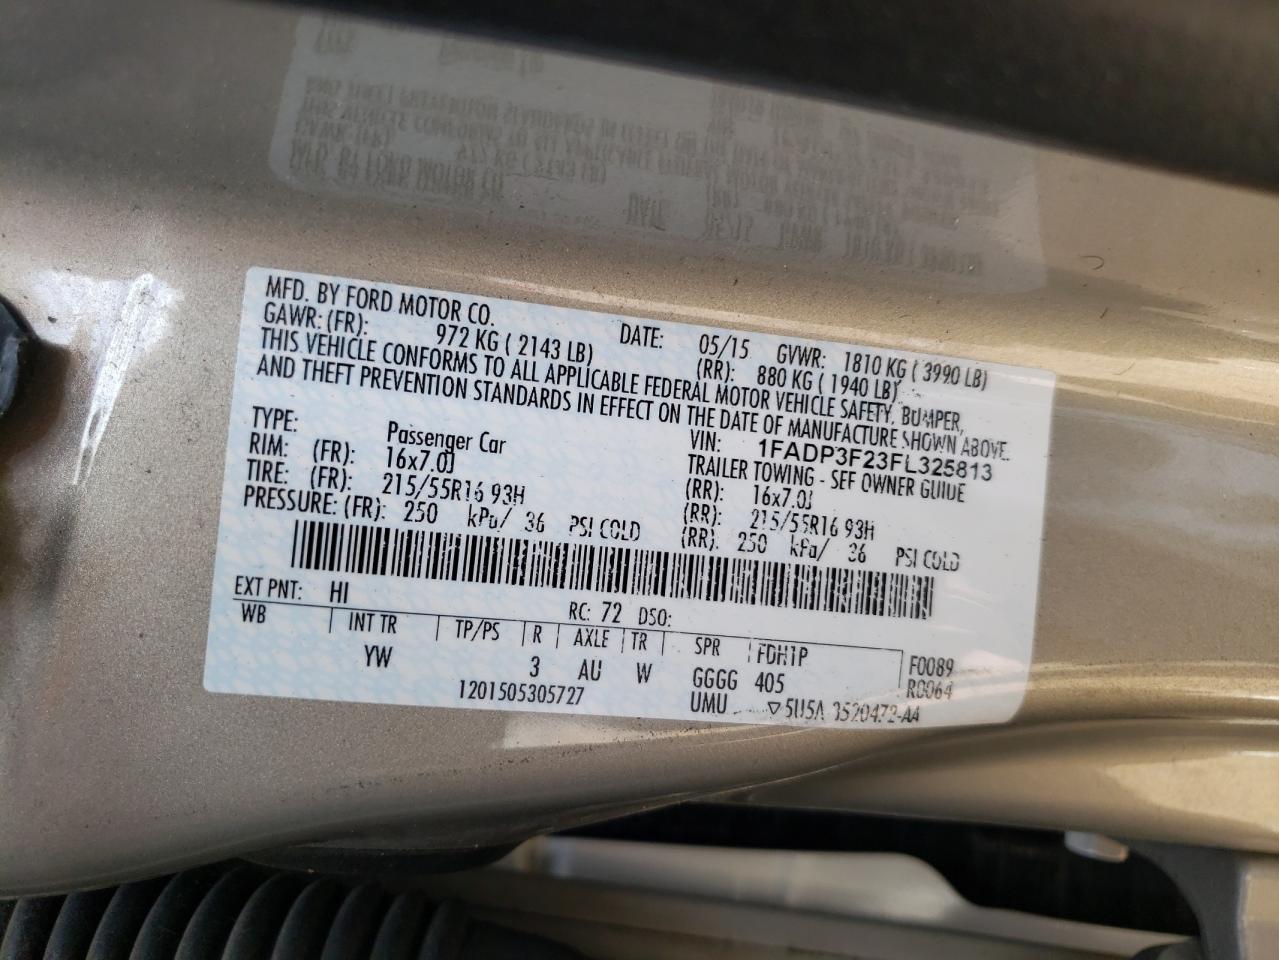 MFD. BY FORD MOTOR CO. DATE: 05/15 GVWR: 1810 KG ( 3990 LB)
GAWR: (FR): 972 KG ( 2143 LB) (RR): 880 KG ( 1940 LB)
THIS VEHICLE CONFORMS TO ALL APPLICABLE FEDERAL MOTOR VEHICLE SAFETY, BUMPER,
AND THEFT PREVENTION STANDARDS IN EFFECT ON THE DATE OF MANUFACTURE SHOWN ABOVE.
VIN: 1FADP3F23FL325813
TYPE: Passenger Car TRAILER TOWING - SEE OWNER GUIDE
RIM: (FR): 16x7.0J (RR): 16x7.0J
TIRE: (FR): 215/55R16 93H (RR): 215/55R16 93H
PRESSURE: (FR): 250 kPa/ 36 PSI COLD (RR): 250 kPa/ 36 PSI COLD
EXT PNT: HI RC: 72 DSO:
WB INT TR TP/PS R AXLE TR SPR FDH1P F0089
YW 3 AU W GGGG 405 R0064
1201505305727 UMU ▽5U5A 3520472-AA